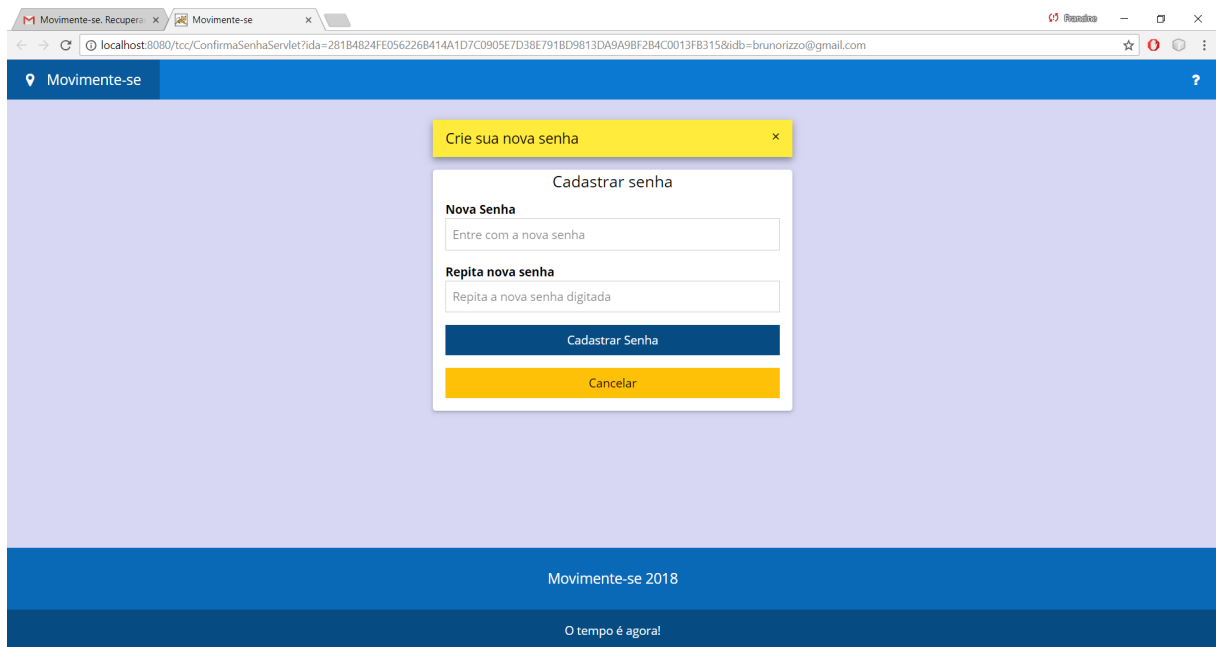 Movimente-se. Recupera
Movimente-se
Francine
localhost:8080/tcc/ConfirmaSenhaServlet?ida=281B4824FE056226B414A1D7C0905E7D38E791BD9813DA9A9BF2B4C0013FB315&idb=brunorizzo@gmail.com
Movimente-se
?
Crie sua nova senha
×
Cadastrar senha
Nova Senha
Entre com a nova senha
Repita nova senha
Repita a nova senha digitada
Cadastrar Senha
Cancelar
Movimente-se 2018
O tempo é agora!